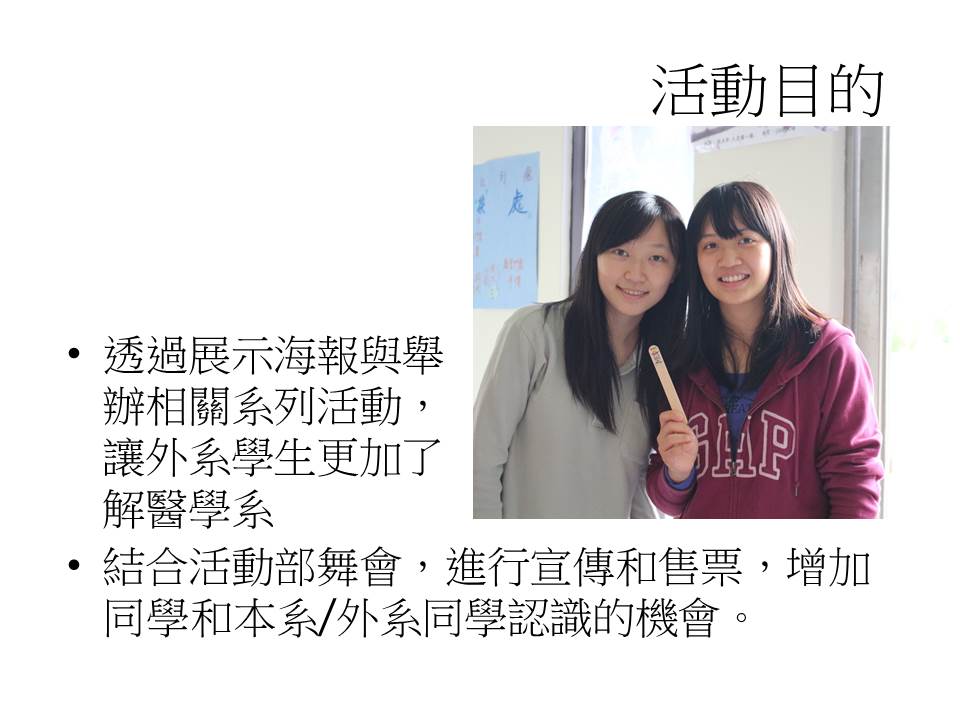 活動目的
處
GAP
• 透過展示海報與舉
辦相關系列活動，
讓外系學生更加了
解醫學系
• 結合活動部舞會，進行宣傳和售票，增加
同學和本系/外系同學認識的機會。